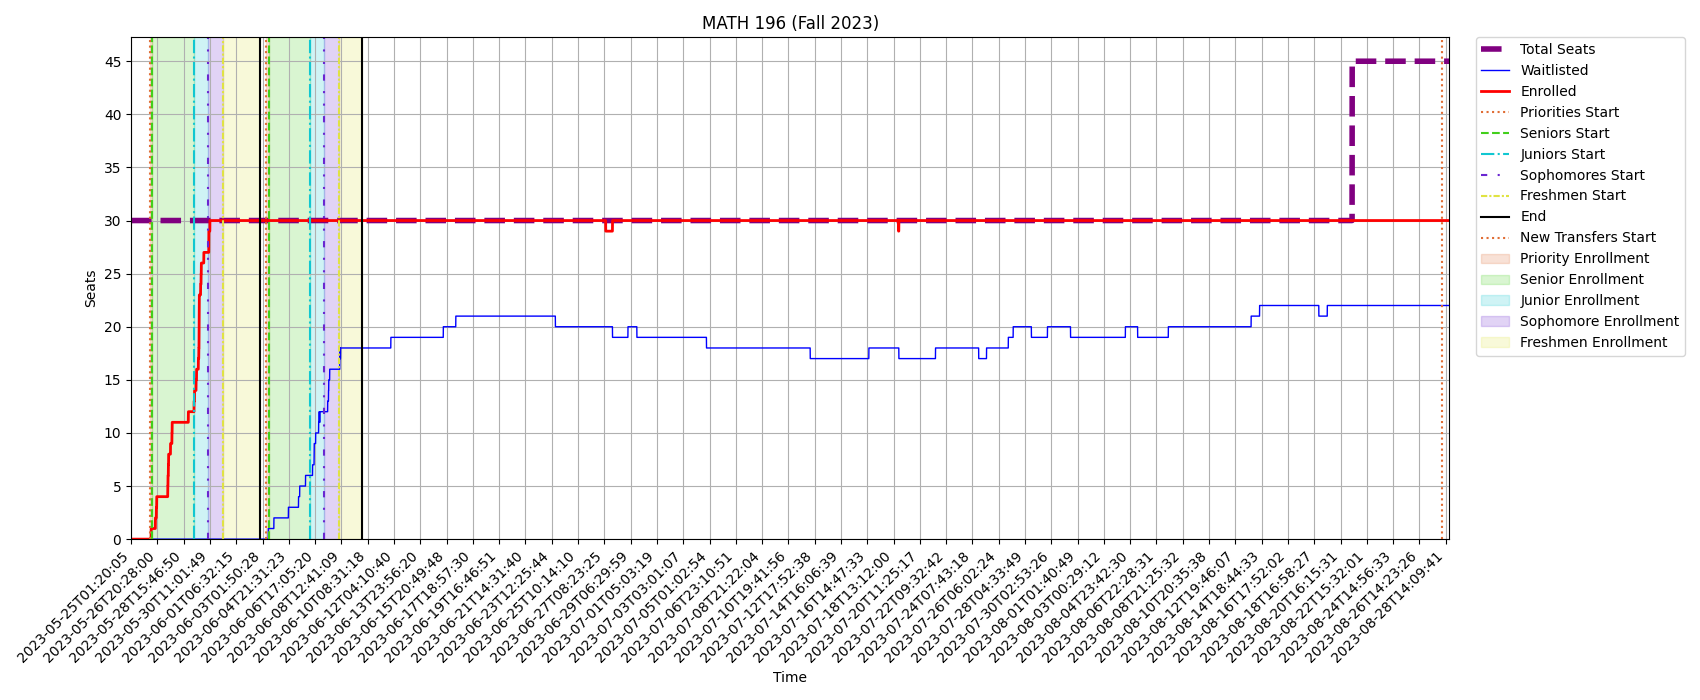 MATH 196 (Fall 2023)
45
40
35
30
25
20
15
10
5
0
Seats
2023-05-25T01:20:05
2023-05-26T20:28:00
2023-05-28T15:46:50
2023-05-30T11:01:49
2023-06-01T06:32:15
2023-06-03T01:50:28
2023-06-04T21:31:23
2023-06-06T17:05:20
2023-06-08T12:41:09
2023-06-10T08:31:18
2023-06-12T04:10:40
2023-06-13T23:56:20
2023-06-15T20:49:48
2023-06-17T18:57:30
2023-06-19T16:46:51
2023-06-21T14:31:40
2023-06-23T12:25:44
2023-06-25T10:14:10
2023-06-27T08:23:25
2023-06-29T06:29:59
2023-07-01T05:03:19
2023-07-03T03:01:07
2023-07-05T01:02:54
2023-07-06T23:10:51
2023-07-08T21:22:04
2023-07-10T19:41:56
2023-07-12T17:52:38
2023-07-14T16:06:39
2023-07-16T14:47:33
2023-07-18T13:12:00
2023-07-20T11:25:17
2023-07-22T09:32:42
2023-07-24T07:43:18
2023-07-26T06:02:24
2023-07-28T04:33:49
2023-07-30T02:53:26
2023-08-01T01:40:49
2023-08-03T00:29:12
2023-08-04T23:42:30
2023-08-06T22:28:31
2023-08-08T21:25:32
2023-08-10T20:35:38
2023-08-12T19:46:07
2023-08-14T18:44:33
2023-08-16T17:52:02
2023-08-18T16:58:27
2023-08-20T16:15:31
2023-08-22T15:32:01
2023-08-24T14:56:33
2023-08-26T14:23:26
2023-08-28T14:09:41
Time
Total Seats
Waitlisted
Enrolled
Priorities Start
Seniors Start
Juniors Start
Sophomores Start
Freshmen Start
End
New Transfers Start
Priority Enrollment
Senior Enrollment
Junior Enrollment
Sophomore Enrollment
Freshmen Enrollment